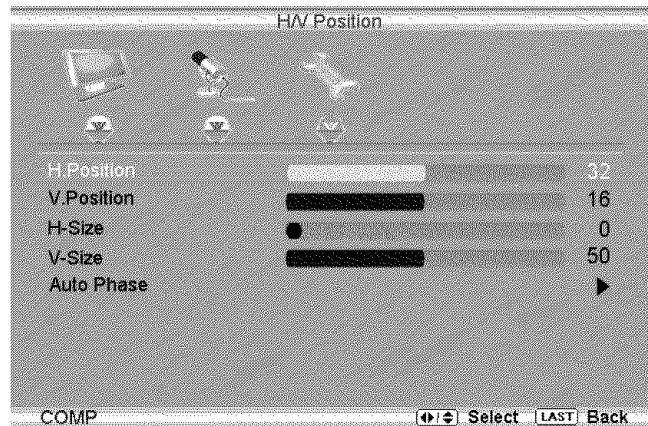 H/V Position
H.Position 32
V.Position 16
H-Size 0
V-Size 50
Auto Phase
COMP Select LAST Back